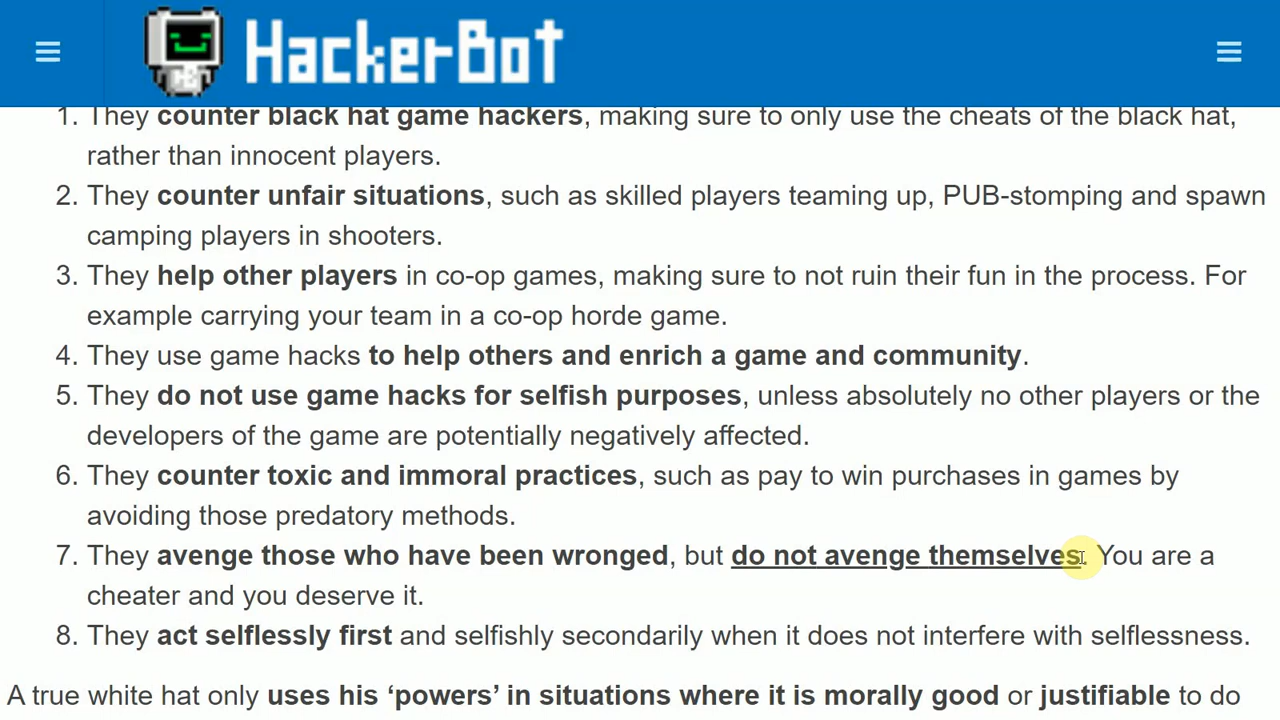 HackerBot
1. They counter black hat game hackers, making sure to only use the cheats of the black hat,
rather than innocent players.
2. They counter unfair situations, such as skilled players teaming up, PUB-stomping and spawn
camping players in shooters.
3. They help other players in co-op games, making sure to not ruin their fun in the process. For
example carrying your team in a co-op horde game.
4. They use game hacks to help others and enrich a game and community.
5. They do not use game hacks for selfish purposes, unless absolutely no other players or the
developers of the game are potentially negatively affected.
6. They counter toxic and immoral practices, such as pay to win purchases in games by
avoiding those predatory methods.
7. They avenge those who have been wronged, but do not avenge themselves. You are a
cheater and you deserve it.
8. They act selflessly first and selfishly secondarily when it does not interfere with selflessness.
A true white hat only uses his ‘powers’ in situations where it is morally good or justifiable to do